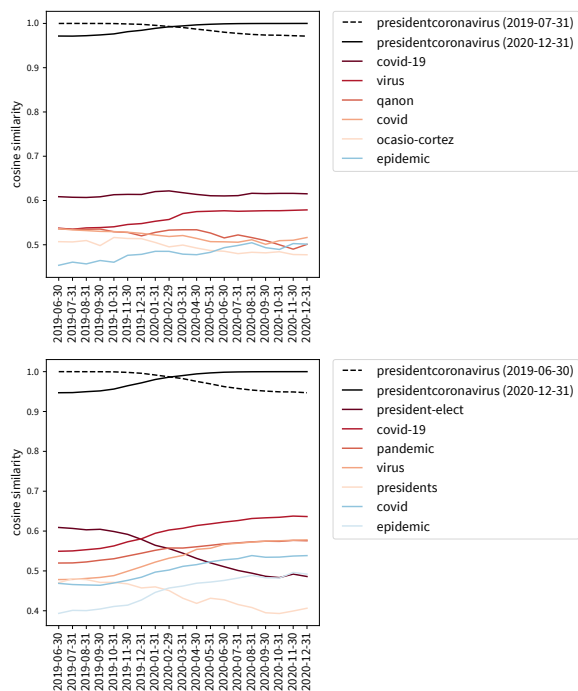 1.0
0.9
0.8
0.7
0.6
0.5
cosine similarity
2019-06-30
2019-07-31
2019-08-31
2019-09-30
2019-10-31
2019-11-30
2019-12-31
2020-01-31
2020-02-29
2020-03-31
2020-04-30
2020-05-31
2020-06-30
2020-07-31
2020-08-31
2020-09-30
2020-10-31
2020-11-30
2020-12-31
presidentcoronavirus (2019-07-31)
presidentcoronavirus (2020-12-31)
covid-19
virus
qanon
covid
ocasio-cortez
epidemic
1.0
0.9
0.8
0.7
0.6
0.5
0.4
cosine similarity
2019-06-30
2019-07-31
2019-08-31
2019-09-30
2019-10-31
2019-11-30
2019-12-31
2020-01-31
2020-02-29
2020-03-31
2020-04-30
2020-05-31
2020-06-30
2020-07-31
2020-08-31
2020-09-30
2020-10-31
2020-11-30
2020-12-31
presidentcoronavirus (2019-06-30)
presidentcoronavirus (2020-12-31)
president-elect
covid-19
pandemic
virus
presidents
covid
epidemic